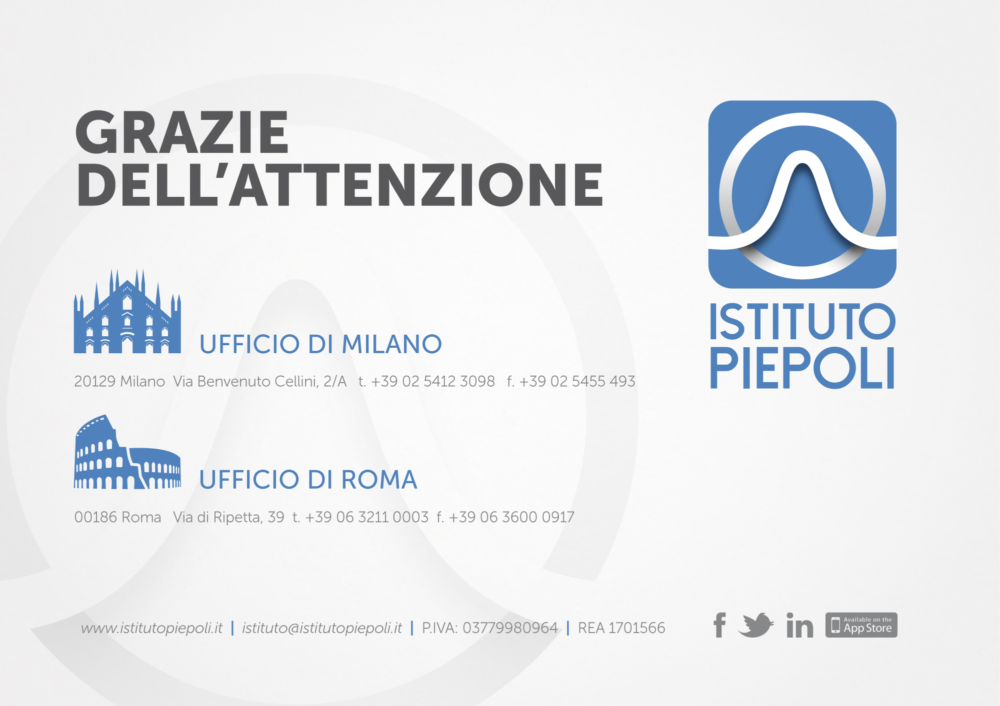 GRAZIE
DELL'ATTENZIONE
ISTITUTO
PIEPOLI
UFFICIO DI MILANO
20129 Milano Via Benvenuto Cellini, 2/A t. +39 02 5412 3098 f. +39 02 5455 493
UFFICIO DI ROMA
00186 Roma Via di Ripetta, 39 t. +39 06 3211 0003 f. +39 06 3600 0917
www.istitutopiepoli.it | istituto@istitutopiepoli.it | P.IVA: 03779980964 | REA 1701566
f in
Available on the
App Store